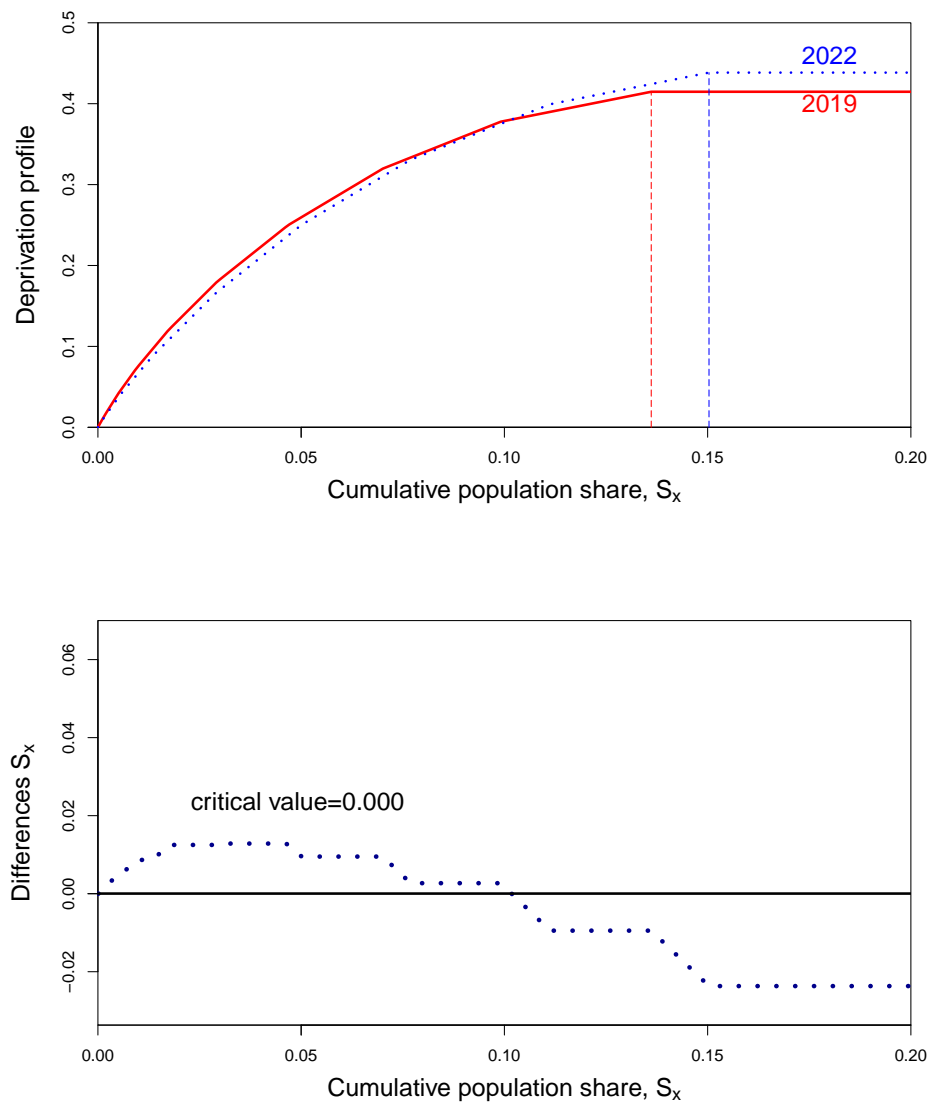 0.5
0.4
0.3
0.2
0.1
0.0
Deprivation profile
2022
2019
0.00 0.05 0.10 0.15 0.20
Cumulative population share, Sₓ
0.06
0.04
0.02
0.00
−0.02
Differences Sₓ
critical value=0.000
0.00 0.05 0.10 0.15 0.20
Cumulative population share, Sₓ